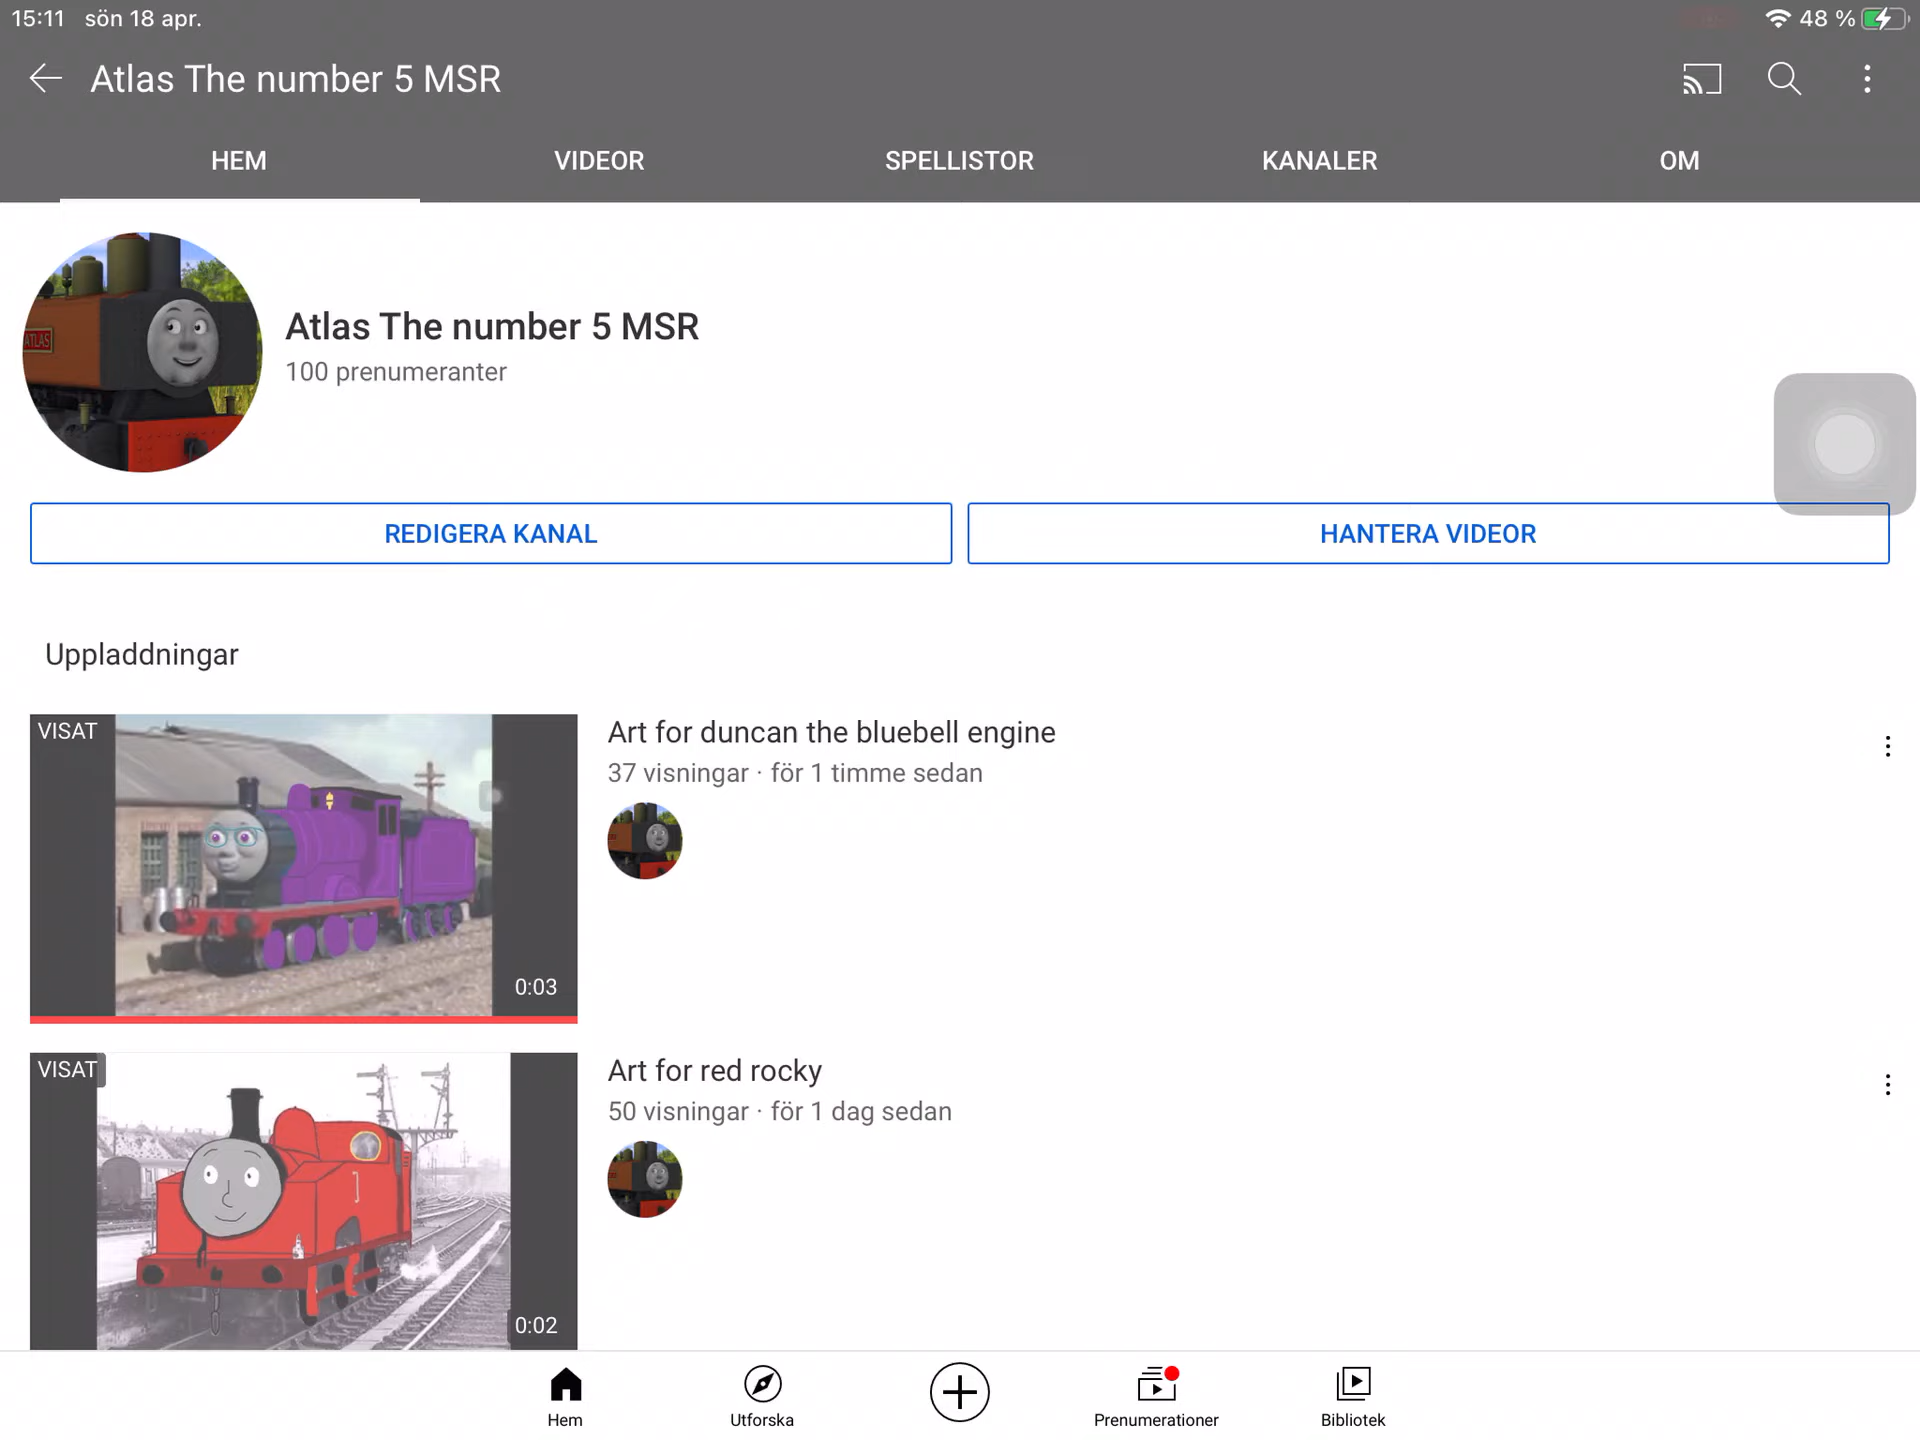 15:11 sön 18 apr.
48 %
Atlas The number 5 MSR
HEM VIDEOR SPELLISTOR KANALER OM
ATLAS
Atlas The number 5 MSR
100 prenumeranter
REDIGERA KANAL HANTERA VIDEOR
Uppladdningar
VISAT
0:03
Art for duncan the bluebell engine
37 visningar · för 1 timme sedan
VISAT
0:02
Art for red rocky
50 visningar · för 1 dag sedan
Hem Utforska Prenumerationer Bibliotek